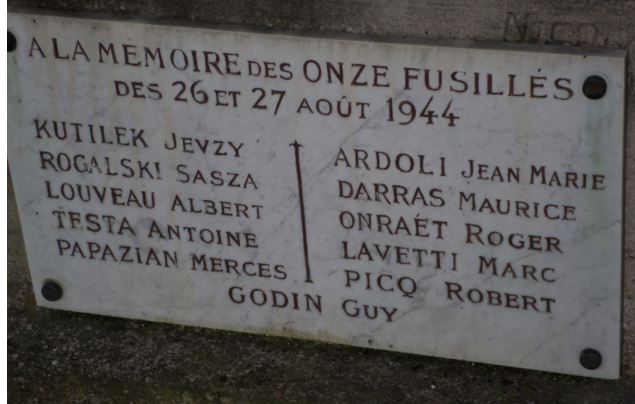 A LA MEMOIRE DES ONZE FUSILLÉS
DES 26 ET 27 AOÛT 1944
KUTILEK JEVZY
ROGALSKI SASZA
LOUVEAU ALBERT
TESTA ANTOINE
PAPAZIAN MERCES
ARDOLI JEAN MARIE
DARRAS MAURICE
ONRAÉT ROGER
LAVETTI MARC
PICQ ROBERT
GODIN GUY